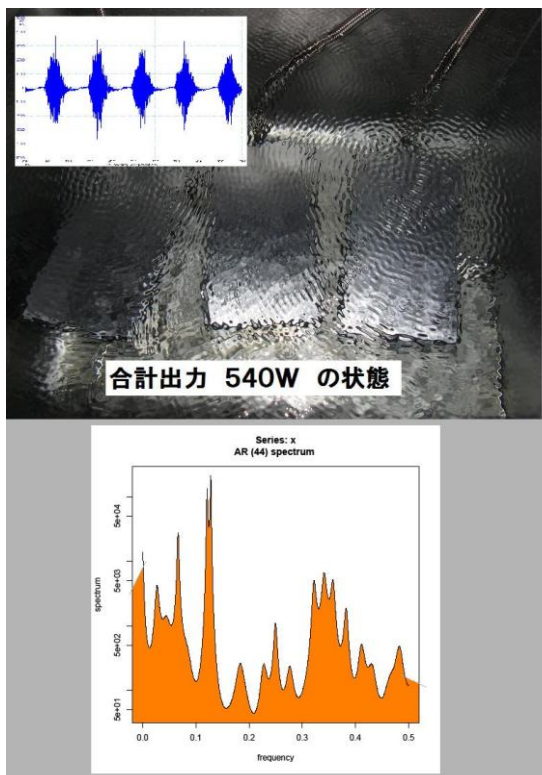 合計出力 540W の状態
Series: x
AR (44) spectrum
spectrum
5e+04
5e+03
5e+02
5e+01
0.0 0.1 0.2 0.3 0.4 0.5
frequency